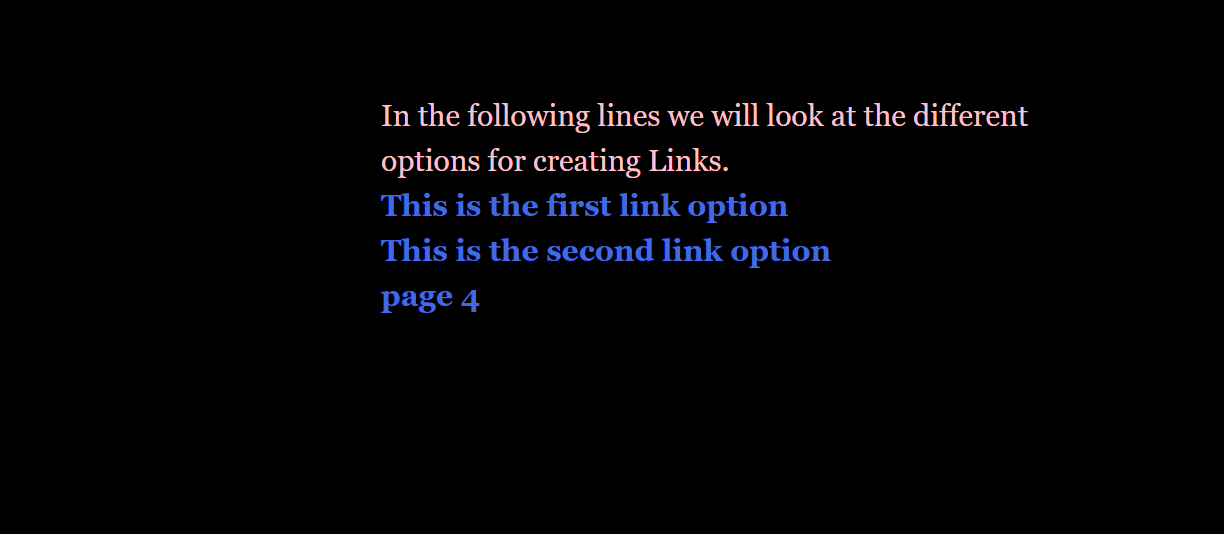 In the following lines we will look at the different
options for creating Links.
This is the first link option
This is the second link option
page 4